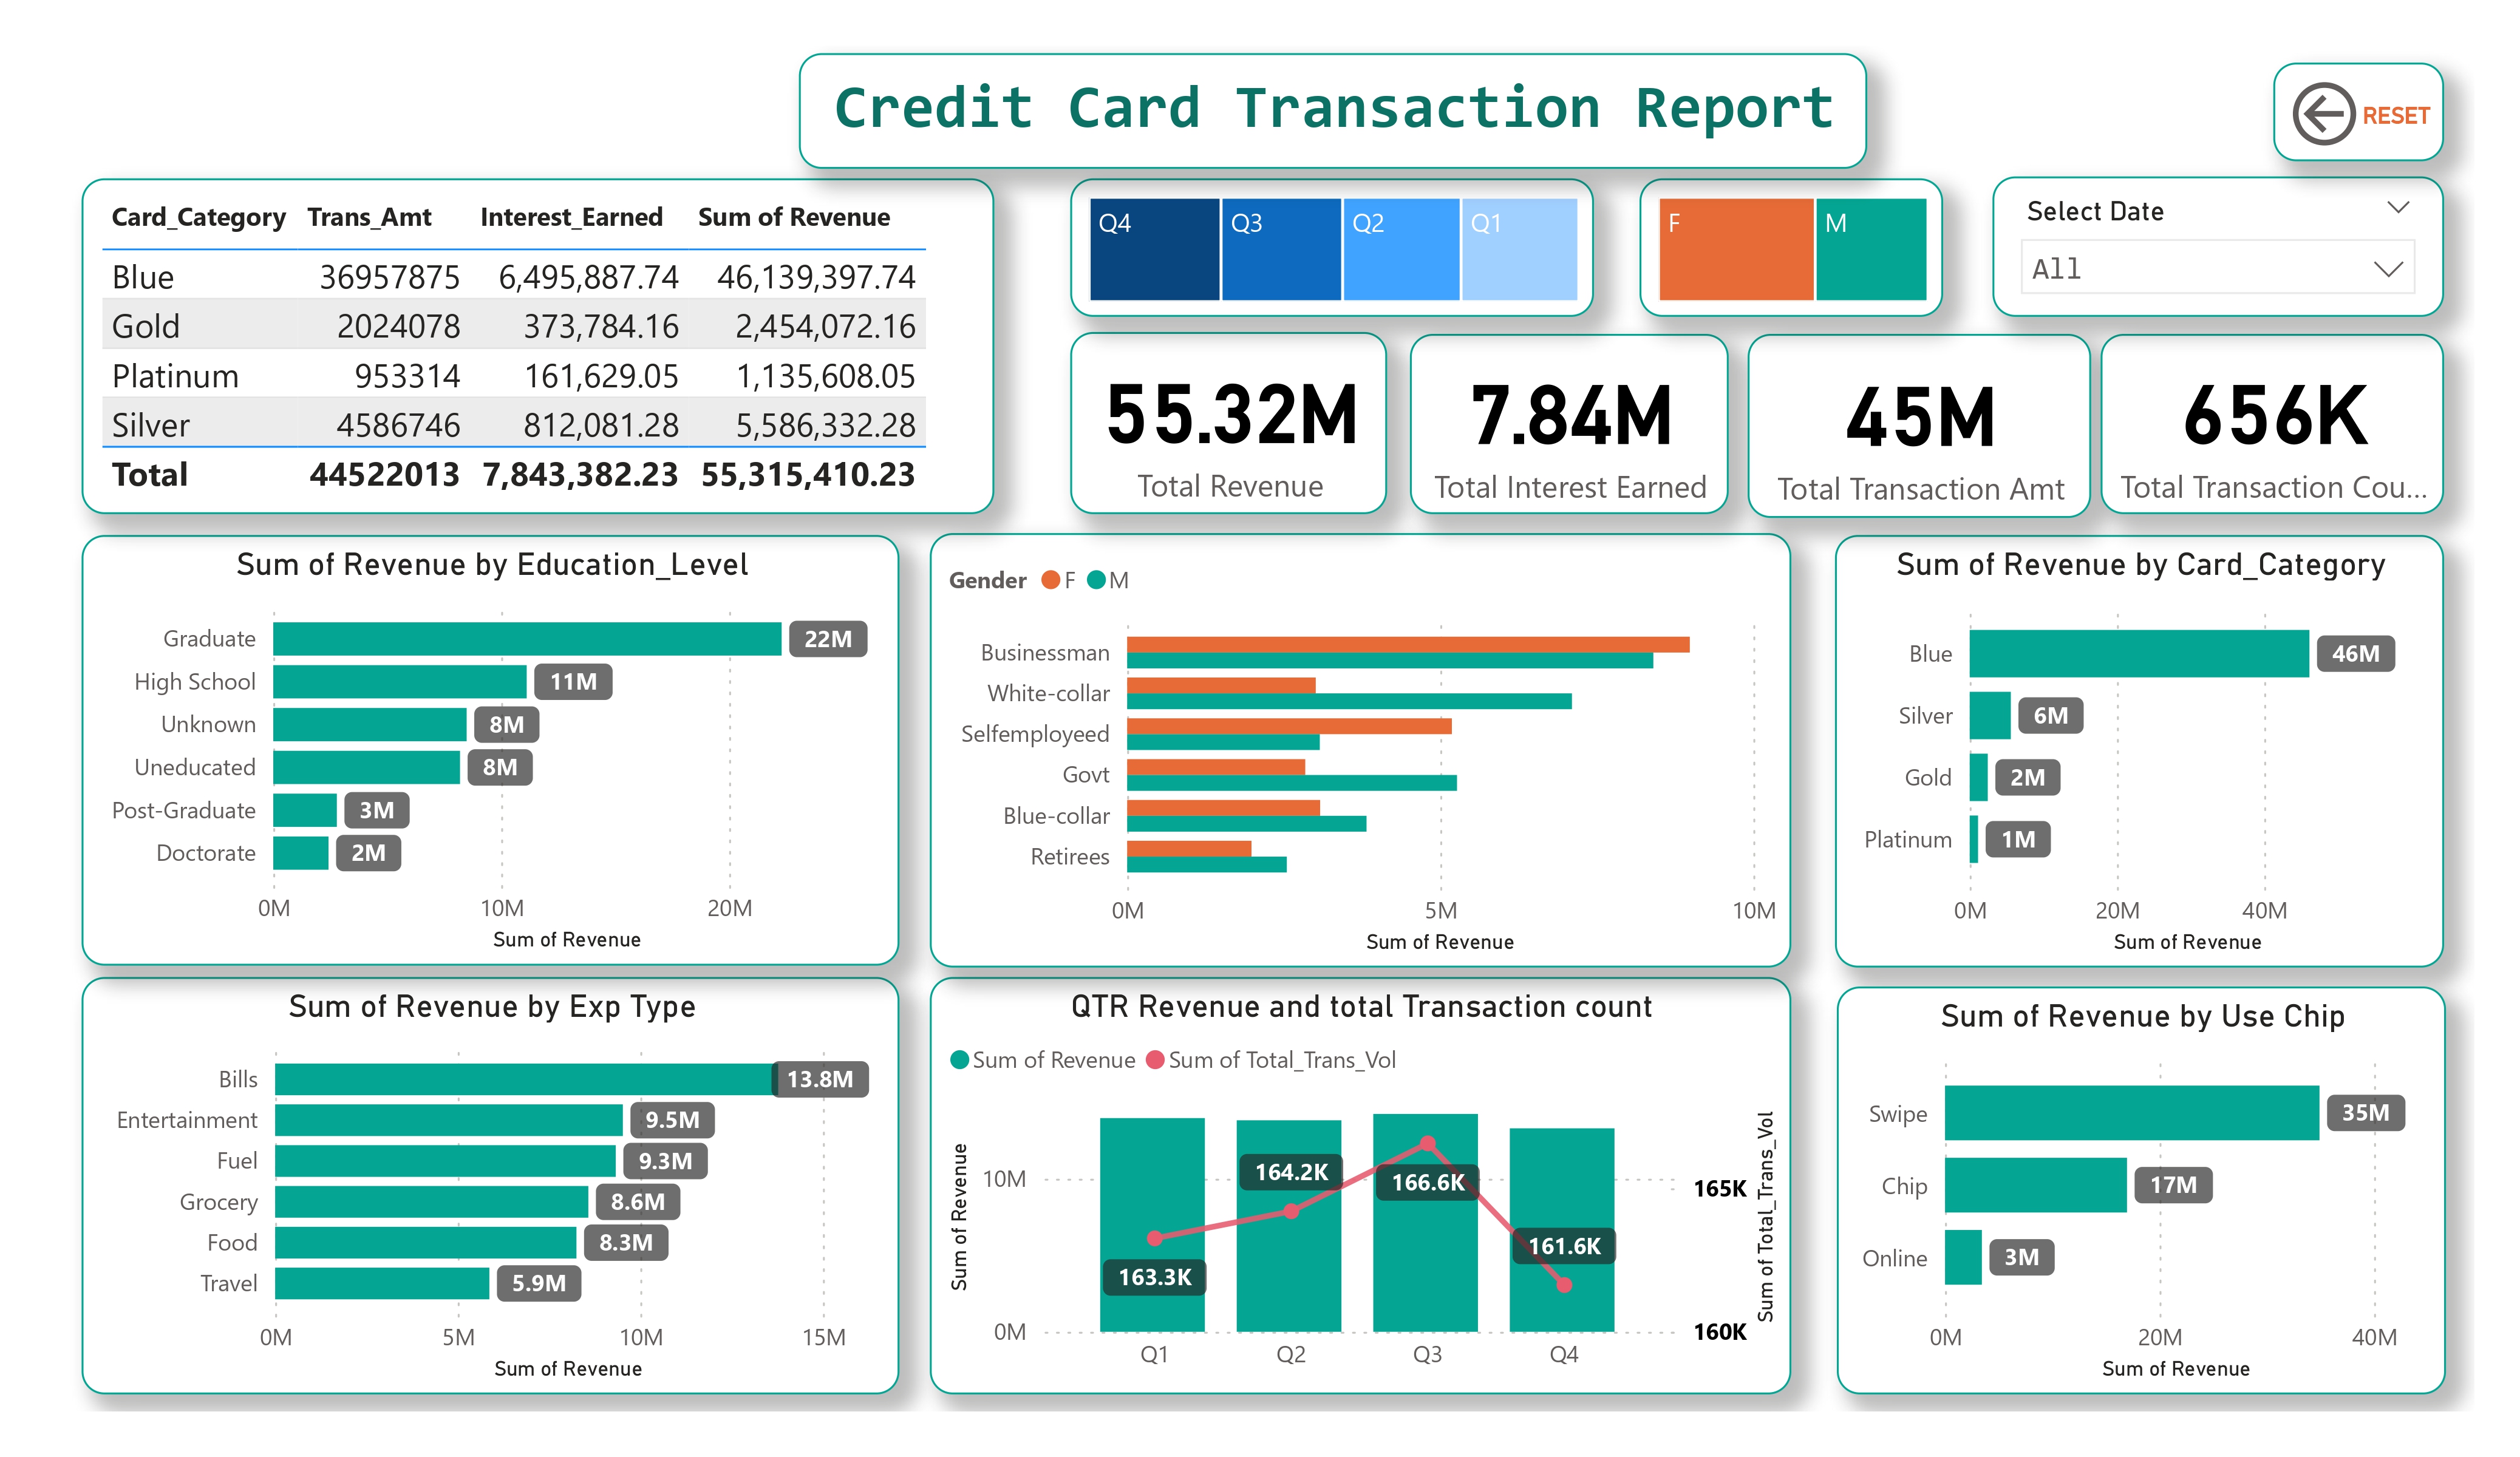 Credit Card Transaction Report
RESET
Card_Category Trans_Amt Interest_Earned Sum of Revenue
Blue 36957875 6,495,887.74 46,139,397.74
Gold 2024078 373,784.16 2,454,072.16
Platinum 953314 161,629.05 1,135,608.05
Silver 4586746 812,081.28 5,586,332.28
Total 44522013 7,843,382.23 55,315,410.23
Q4 Q3 Q2 Q1
F M
Select Date
All
55.32M
Total Revenue
7.84M
Total Interest Earned
45M
Total Transaction Amt
656K
Total Transaction Cou...
Sum of Revenue by Education_Level
Graduate 22M
High School 11M
Unknown 8M
Uneducated 8M
Post-Graduate 3M
Doctorate 2M
0M 10M 20M
Sum of Revenue
Gender F M
Businessman
White-collar
Selfemployeed
Govt
Blue-collar
Retirees
0M 5M 10M
Sum of Revenue
Sum of Revenue by Card_Category
Blue 46M
Silver 6M
Gold 2M
Platinum 1M
0M 20M 40M
Sum of Revenue
Sum of Revenue by Exp Type
Bills 13.8M
Entertainment 9.5M
Fuel 9.3M
Grocery 8.6M
Food 8.3M
Travel 5.9M
0M 5M 10M 15M
Sum of Revenue
QTR Revenue and total Transaction count
Sum of Revenue Sum of Total_Trans_Vol
Sum of Revenue
10M
0M
163.3K
164.2K
166.6K
161.6K
165K
160K
Sum of Total_Trans_Vol
Q1 Q2 Q3 Q4
Sum of Revenue by Use Chip
Swipe 35M
Chip 17M
Online 3M
0M 20M 40M
Sum of Revenue